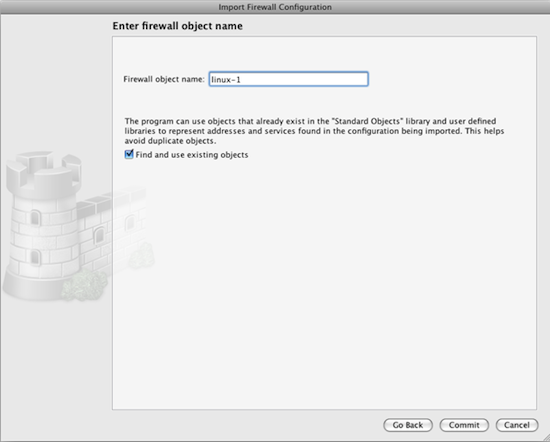 Import Firewall Configuration
Enter firewall object name
Firewall object name: linux-1
The program can use objects that already exist in the "Standard Objects" library and user defined
libraries to represent addresses and services found in the configuration being imported. This helps
avoid duplicate objects.
Find and use existing objects
Go Back Commit Cancel